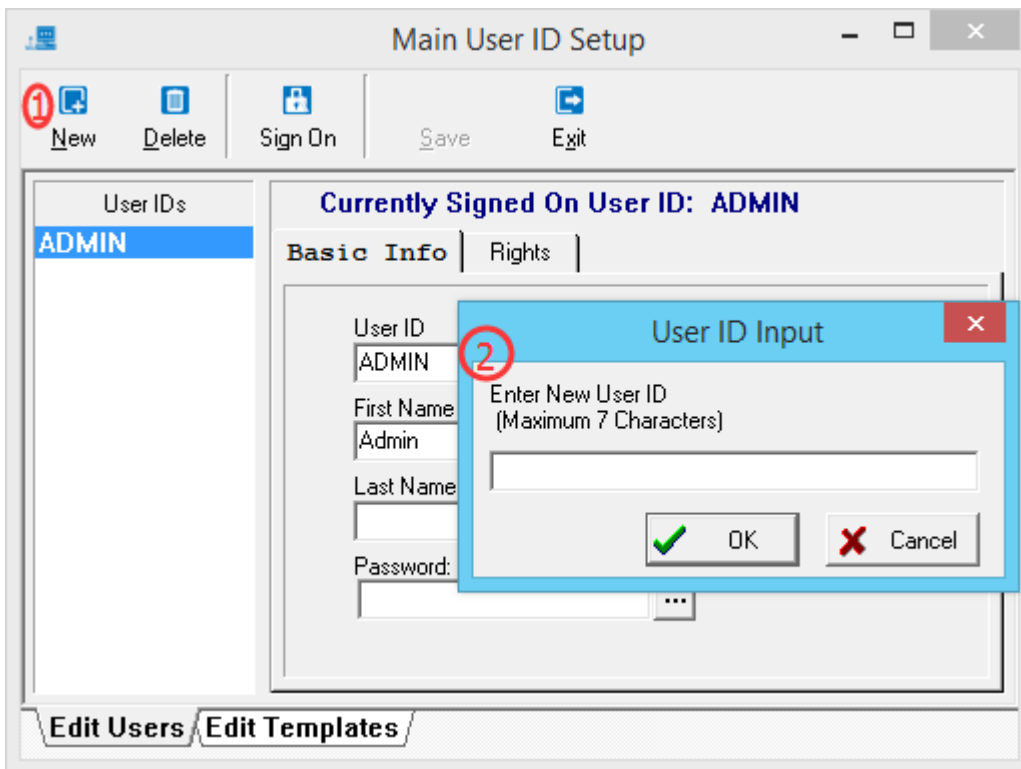 Main User ID Setup
1
New Delete Sign On Save Exit
User IDs
ADMIN
Currently Signed On User ID: ADMIN
Basic Info Rights
User ID
ADMIN
First Name
Admin
Last Name
Password:
...
2
User ID Input
Enter New User ID
(Maximum 7 Characters)
OK Cancel
Edit Users Edit Templates